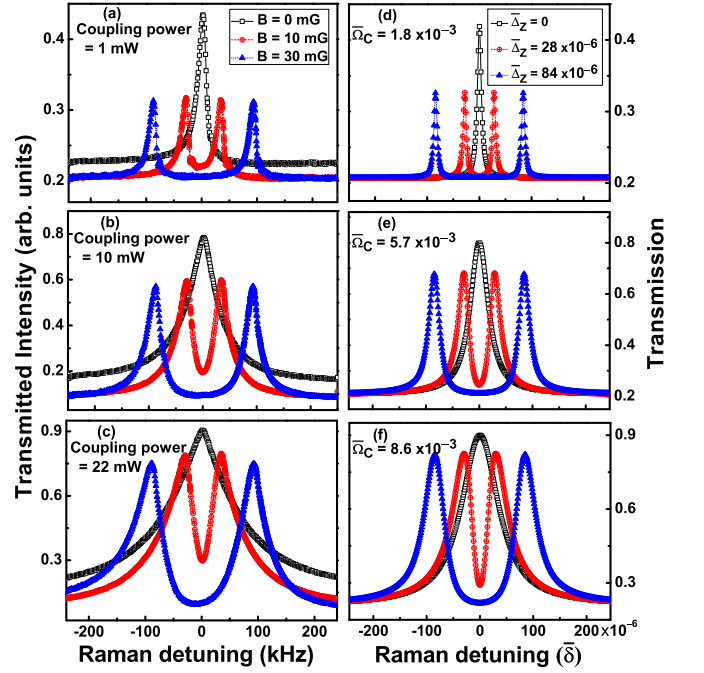 (a)
Coupling power
= 1 mW
B = 0 mG
B = 10 mG
B = 30 mG
0.4
0.3
0.2
(d)
Ω̅C = 1.8 x10⁻³
Δ̅Z = 0
Δ̅Z = 28 x10⁻⁶
Δ̅Z = 84 x10⁻⁶
0.4
0.3
0.2
(b)
Coupling power
= 10 mW
0.8
0.6
0.4
0.2
(e)
Ω̅C = 5.7 x10⁻³
0.8
0.6
0.4
0.2
(c)
Coupling power
= 22 mW
0.9
0.6
0.3
(f)
Ω̅C = 8.6 x10⁻³
0.9
0.6
0.3
-200 -100 0 100 200
-200 -100 0 100 200x10⁻⁶
Raman detuning (kHz)
Raman detuning (δ̅)
Transmitted Intensity (arb. units)
Transmission